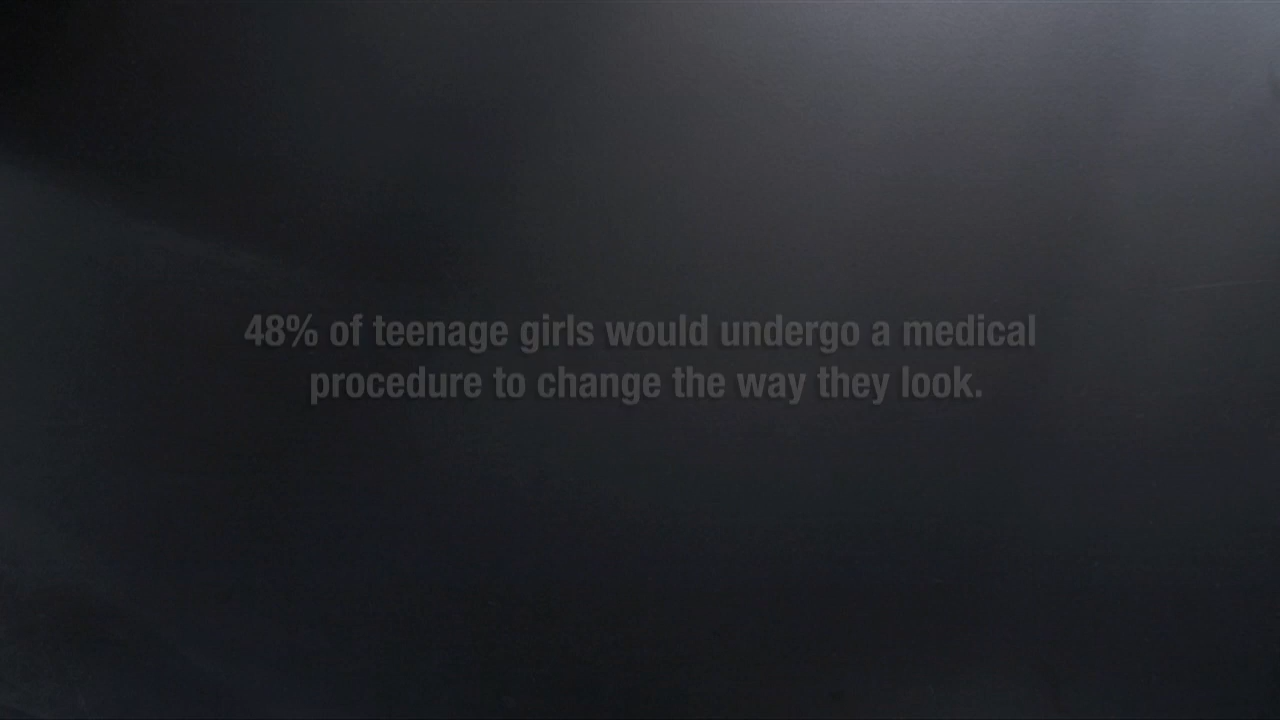 48% of teenage girls would undergo a medical
procedure to change the way they look.